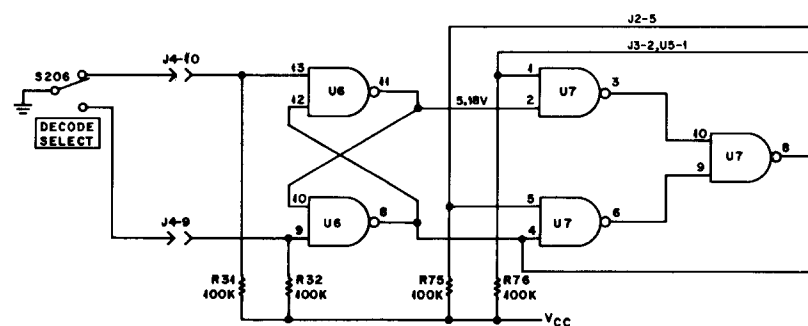 J2-5
J3-2,U5-1
J4-10
S206
DECODE
SELECT
13
12
U6
11
5.18V
1
2
U7
3
10
9
U7
8
10
9
U6
8
5
4
U7
6
J4-9
R31
100K
R32
100K
R75
100K
R76
100K
VCC